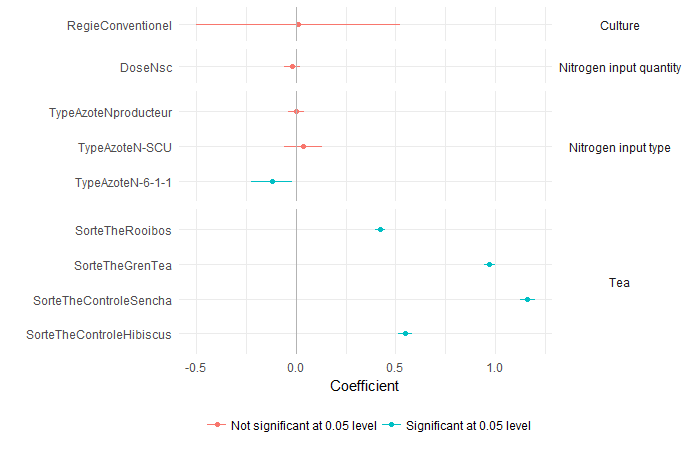 RegieConventionel
Culture
DoseNsc
Nitrogen input quantity
TypeAzoteNproducteur
TypeAzoteN-SCU
Nitrogen input type
TypeAzoteN-6-1-1
SorteTheRooibos
SorteTheGrenTea
Tea
SorteTheControleSencha
SorteTheControleHibiscus
-0.5 0.0 0.5 1.0
Coefficient
Not significant at 0.05 level Significant at 0.05 level